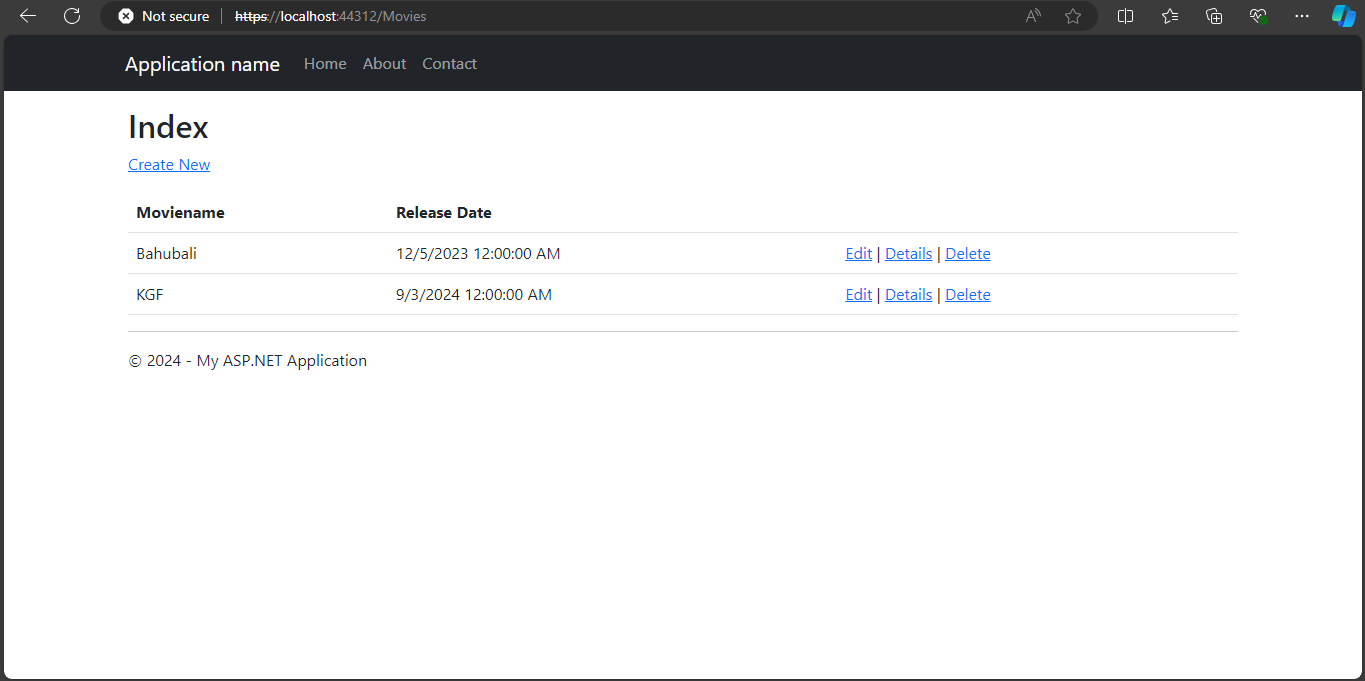 Not secure https://localhost:44312/Movies
Application name Home About Contact
Index
Create New
Moviename Release Date
Bahubali 12/5/2023 12:00:00 AM Edit | Details | Delete
KGF 9/3/2024 12:00:00 AM Edit | Details | Delete
© 2024 - My ASP.NET Application